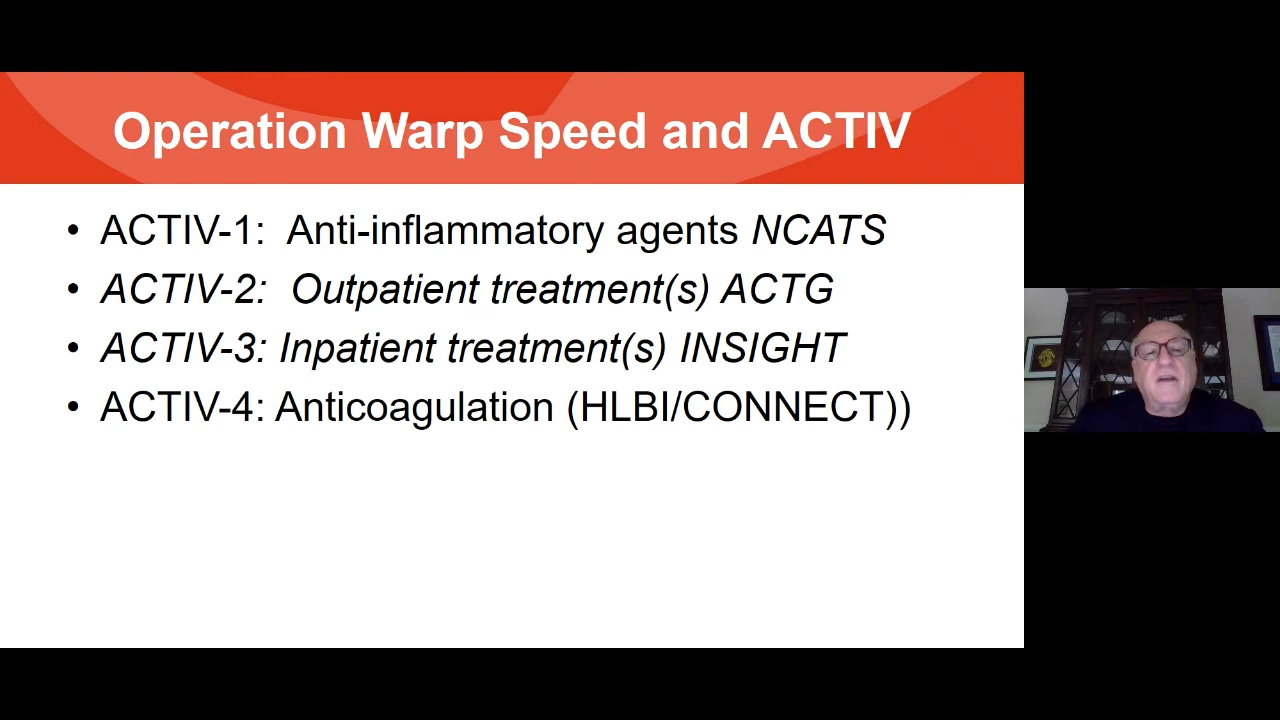 Operation Warp Speed and ACTIV
• ACTIV-1:  Anti-inflammatory agents NCATS
• ACTIV-2:  Outpatient treatment(s) ACTG
• ACTIV-3: Inpatient treatment(s) INSIGHT
• ACTIV-4: Anticoagulation (HLBI/CONNECT))